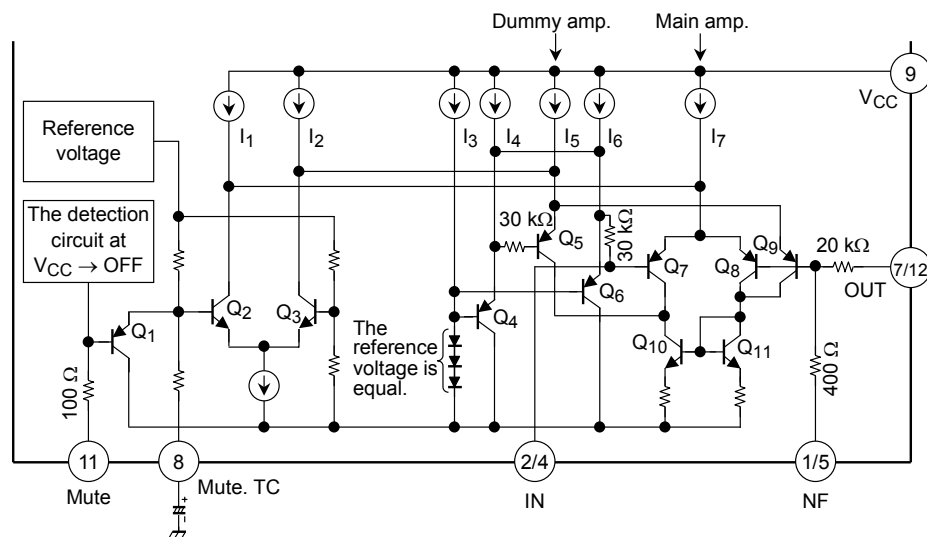 Dummy amp.
Main amp.
9
VCC
Reference
voltage
I1
I2
I3
I4
I5
I6
I7
The detection
circuit at
VCC → OFF
30 kΩ
Q5
30 kΩ
Q9
20 kΩ
7/12
OUT
Q7
Q8
Q2
Q3
Q6
Q4
Q1
The
reference
voltage is
equal.
Q10
Q11
100 Ω
400 Ω
11
Mute
8
Mute. TC
2/4
IN
1/5
NF
+
−